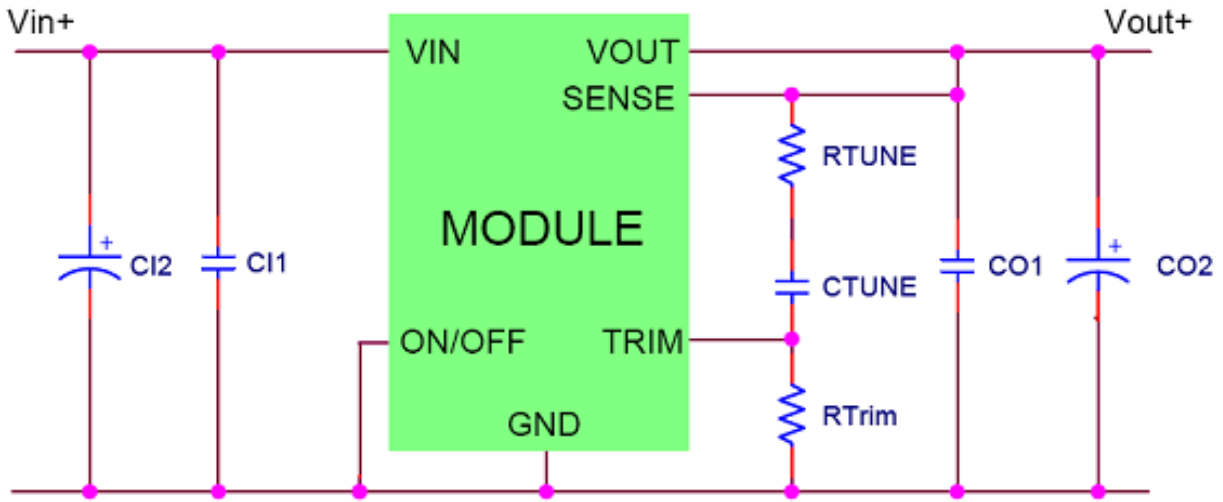 Vin+
Vout+
VIN
VOUT
SENSE
RTUNE
MODULE
+
CI2
CI1
CTUNE
CO1
+
CO2
ON/OFF
TRIM
RTrim
GND